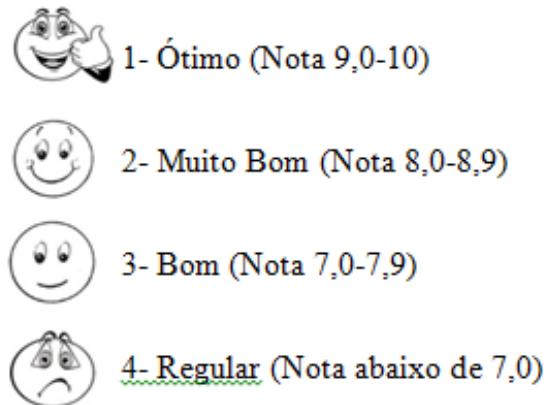 1- Ótimo (Nota 9,0-10)
2- Muito Bom (Nota 8,0-8,9)
3- Bom (Nota 7,0-7,9)
4- Regular (Nota abaixo de 7,0)